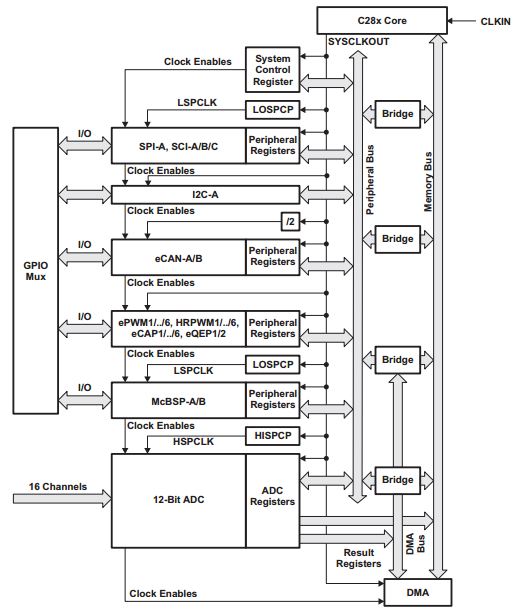 C28x Core
CLKIN
SYSCLKOUT
Clock Enables
System
Control
Register
LSPCLK
LOSPCP
Bridge
I/O
SPI-A, SCI-A/B/C
Peripheral
Registers
Clock Enables
I2C-A
Clock Enables
/2
Peripheral Bus
Memory Bus
Bridge
I/O
eCAN-A/B
Peripheral
Registers
GPIO
Mux
Clock Enables
I/O
ePWM1/../6, HRPWM1/../6,
eCAP1/../6, eQEP1/2
Peripheral
Registers
Clock Enables
LSPCLK
LOSPCP
Bridge
I/O
McBSP-A/B
Peripheral
Registers
Clock Enables
HSPCLK
HISPCP
16 Channels
12-Bit ADC
ADC
Registers
Bridge
Result
Registers
DMA
Bus
Clock Enables
DMA